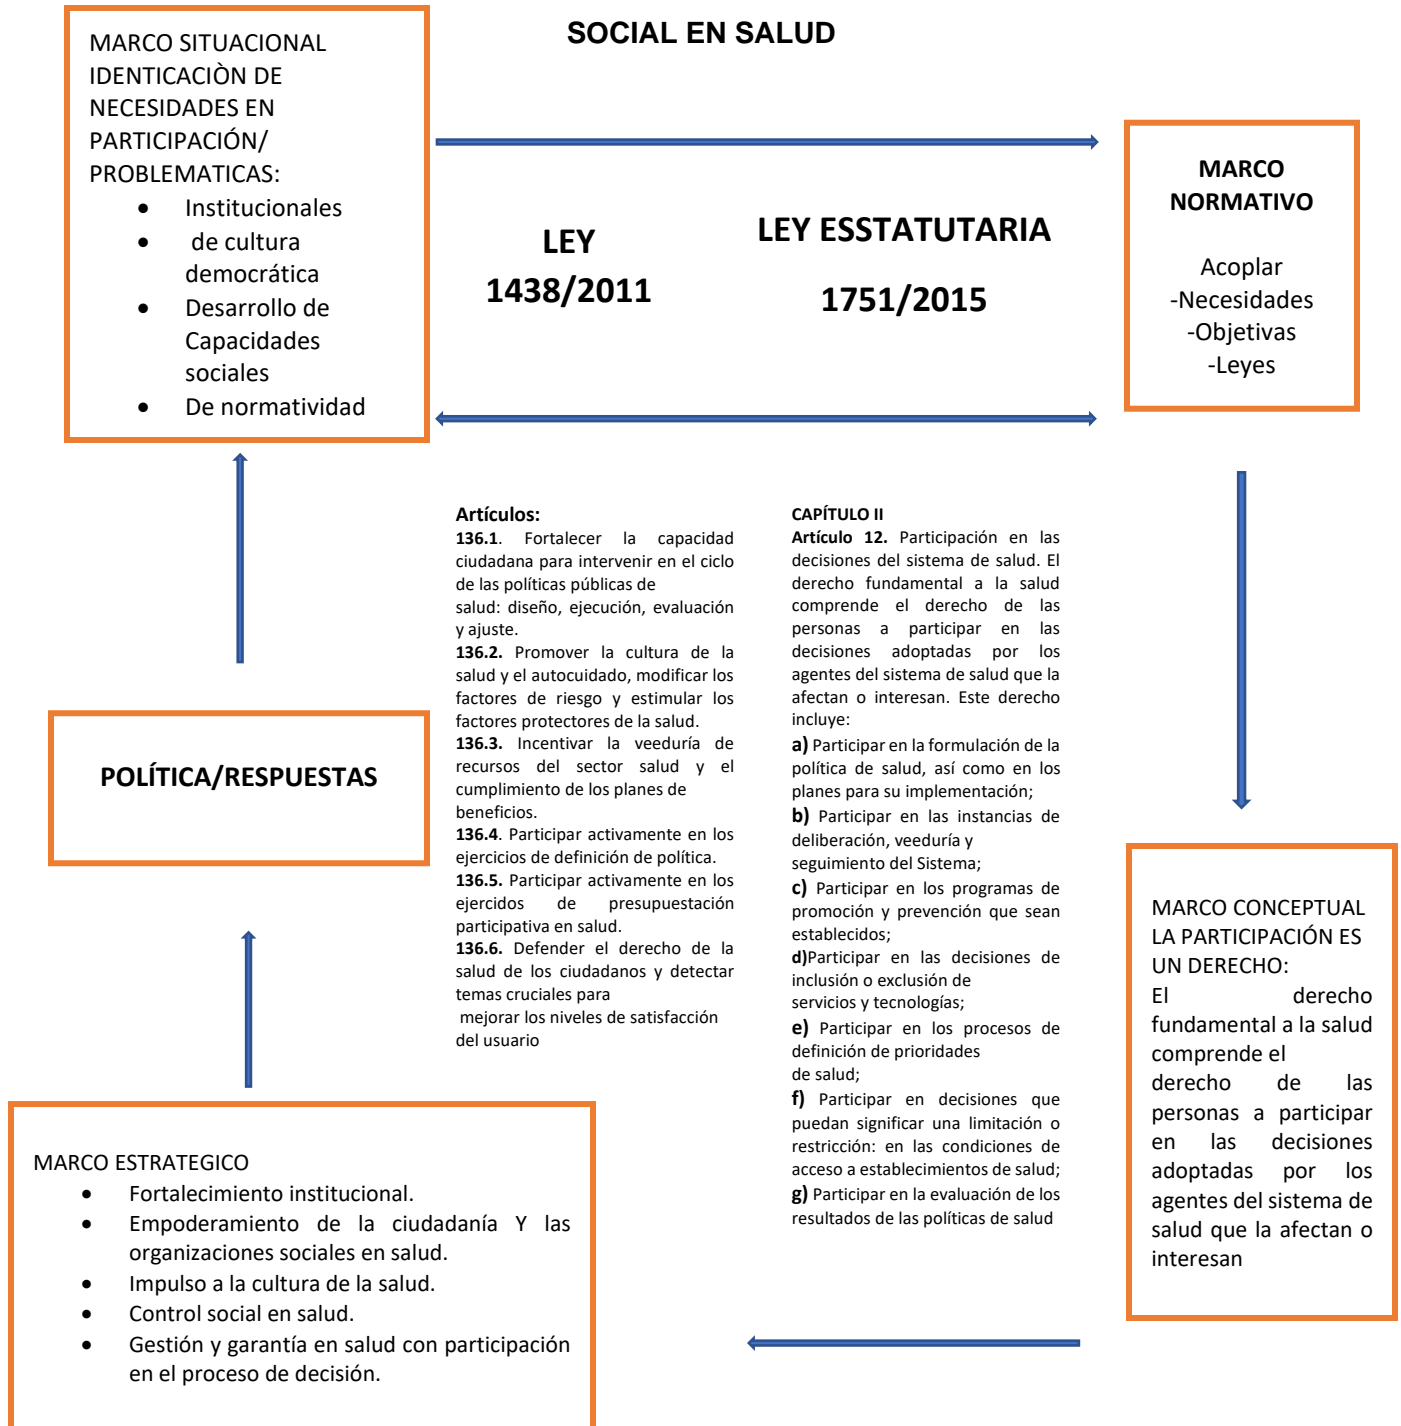 SOCIAL EN SALUD
MARCO SITUACIONAL
IDENTICACIÒN DE
NECESIDADES EN
PARTICIPACIÓN/
PROBLEMATICAS:
• Institucionales
• de cultura
democrática
• Desarrollo de
Capacidades
sociales
• De normatividad
LEY
1438/2011
LEY ESSTATUTARIA
1751/2015
MARCO
NORMATIVO
Acoplar
-Necesidades
-Objetivas
-Leyes
Artículos:
136.1. Fortalecer la capacidad
ciudadana para intervenir en el ciclo
de las políticas públicas de
salud: diseño, ejecución, evaluación
y ajuste.
136.2. Promover la cultura de la
salud y el autocuidado, modificar los
factores de riesgo y estimular los
factores protectores de la salud.
136.3. Incentivar la veeduría de
recursos del sector salud y el
cumplimiento de los planes de
beneficios.
136.4. Participar activamente en los
ejercicios de definición de política.
136.5. Participar activamente en los
ejercidos de presupuestación
participativa en salud.
136.6. Defender el derecho de la
salud de los ciudadanos y detectar
temas cruciales para
mejorar los niveles de satisfacción
del usuario
CAPÍTULO II
Artículo 12. Participación en las
decisiones del sistema de salud. El
derecho fundamental a la salud
comprende el derecho de las
personas a participar en las
decisiones adoptadas por los
agentes del sistema de salud que la
afectan o interesan. Este derecho
incluye:
a) Participar en la formulación de la
política de salud, así como en los
planes para su implementación;
b) Participar en las instancias de
deliberación, veeduría y
seguimiento del Sistema;
c) Participar en los programas de
promoción y prevención que sean
establecidos;
d)Participar en las decisiones de
inclusión o exclusión de
servicios y tecnologías;
e) Participar en los procesos de
definición de prioridades
de salud;
f) Participar en decisiones que
puedan significar una limitación o
restricción: en las condiciones de
acceso a establecimientos de salud;
g) Participar en la evaluación de los
resultados de las políticas de salud
POLÍTICA/RESPUESTAS
MARCO CONCEPTUAL
LA PARTICIPACIÓN ES
UN DERECHO:
El derecho
fundamental a la salud
comprende el
derecho de las
personas a participar
en las decisiones
adoptadas por los
agentes del sistema de
salud que la afectan o
interesan
MARCO ESTRATEGICO
• Fortalecimiento institucional.
• Empoderamiento de la ciudadanía Y las
organizaciones sociales en salud.
• Impulso a la cultura de la salud.
• Control social en salud.
• Gestión y garantía en salud con participación
en el proceso de decisión.